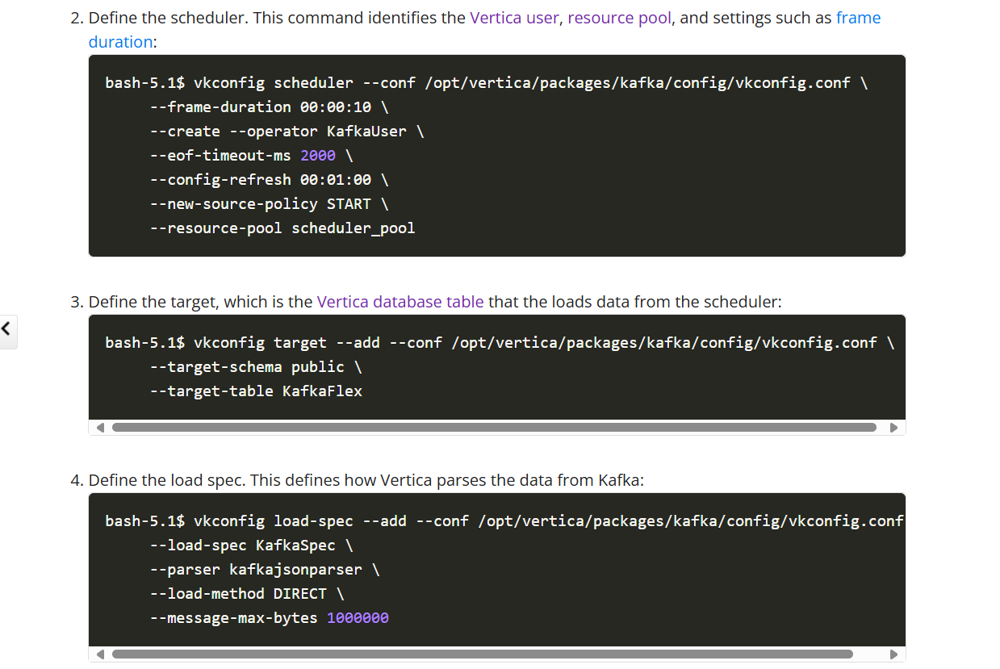 2. Define the scheduler. This command identifies the Vertica user, resource pool, and settings such as frame
duration:
bash-5.1$ vkconfig scheduler --conf /opt/vertica/packages/kafka/config/vkconfig.conf \
--frame-duration 00:00:10 \
--create --operator KafkaUser \
--eof-timeout-ms 2000 \
--config-refresh 00:01:00 \
--new-source-policy START \
--resource-pool scheduler_pool
3. Define the target, which is the Vertica database table that the loads data from the scheduler:
bash-5.1$ vkconfig target --add --conf /opt/vertica/packages/kafka/config/vkconfig.conf \
--target-schema public \
--target-table KafkaFlex
4. Define the load spec. This defines how Vertica parses the data from Kafka:
bash-5.1$ vkconfig load-spec --add --conf /opt/vertica/packages/kafka/config/vkconfig.conf
--load-spec KafkaSpec \
--parser kafkajsonparser \
--load-method DIRECT \
--message-max-bytes 1000000